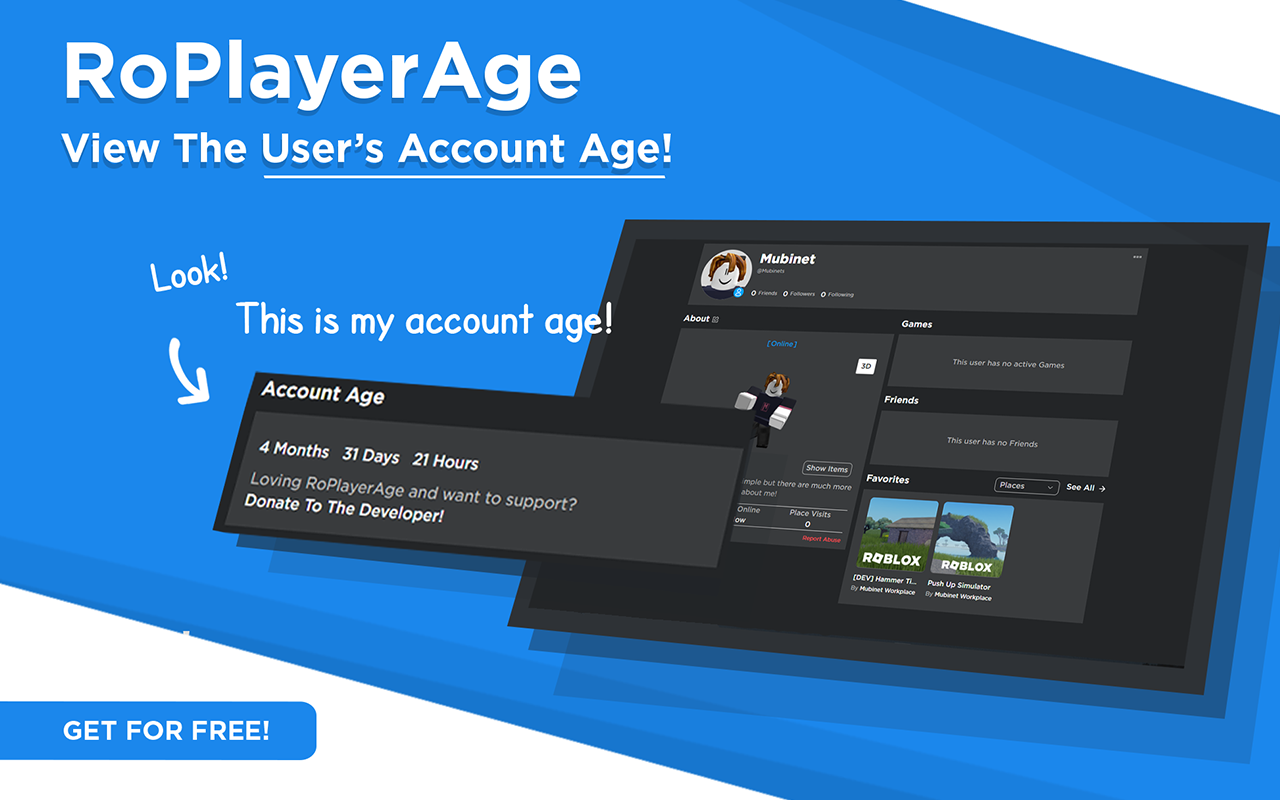 RoPlayerAge
View The User's Account Age!
Look!
This is my account age!
Account Age
4 Months 31 Days 21 Hours
Loving RoPlayerAge and want to support?
Donate To The Developer!
Mubinet
@Mubinets
0 Friends 0 Followers 0 Following
About
[Online]
3D
Show Items
mple but there are much more
about me!
Online Place Visits
ow 0
Report Abuse
Games
This user has no active Games
Friends
This user has no Friends
Favorites Places See All →
ROBLOX ROBLOX
[DEV] Hammer Ti... Push Up Simulator
By Mubinet Workplace By Mubinet Workplace
GET FOR FREE!